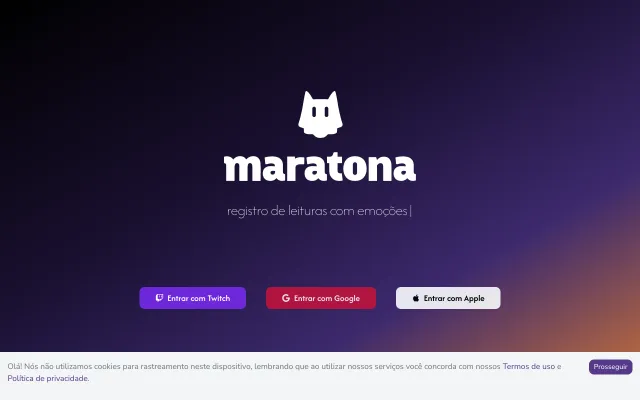 maratona
registro de leituras com emoções|
Entrar com Twitch
Entrar com Google
Entrar com Apple
Olá! Nós não utilizamos cookies para rastreamento neste dispositivo, lembrando que ao utilizar nossos serviços você concorda com nossos Termos de uso e
Política de privacidade.
Prosseguir